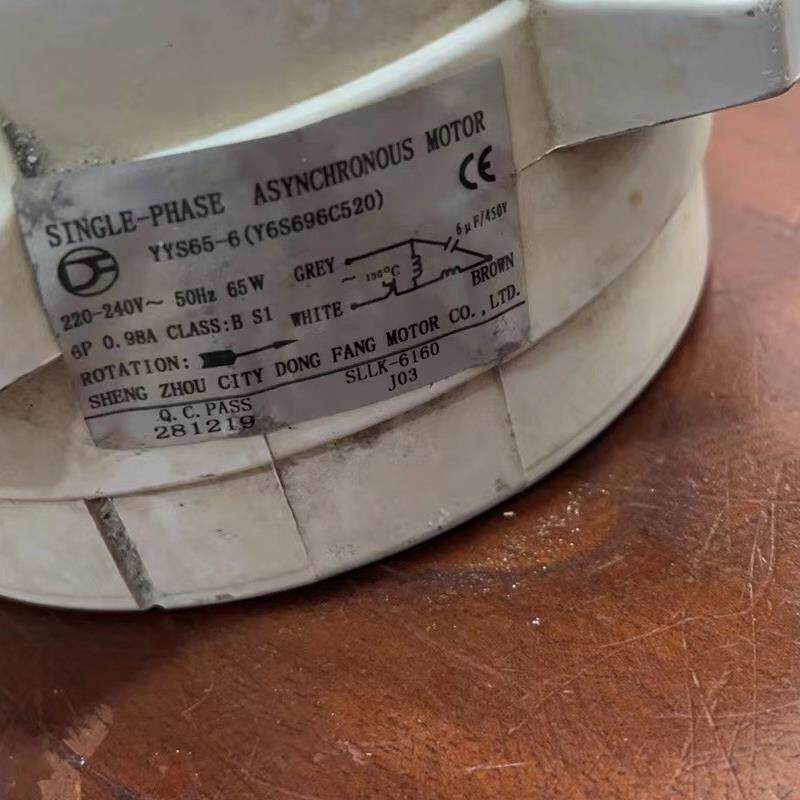 SINGLE-PHASE ASYNCHRONOUS MOTOR
YYS65-6(Y6S696C520)
CE
220-240V~ 50Hz 65W
6P 0.98A CLASS:B S1
GREY
~ 130°C
6μF/450V
WHITE
BROWN
ROTATION:
SHENG ZHOU CITY DONG FANG MOTOR CO.,LTD.
Q.C.PASS
SLLK-6160
281219
J03